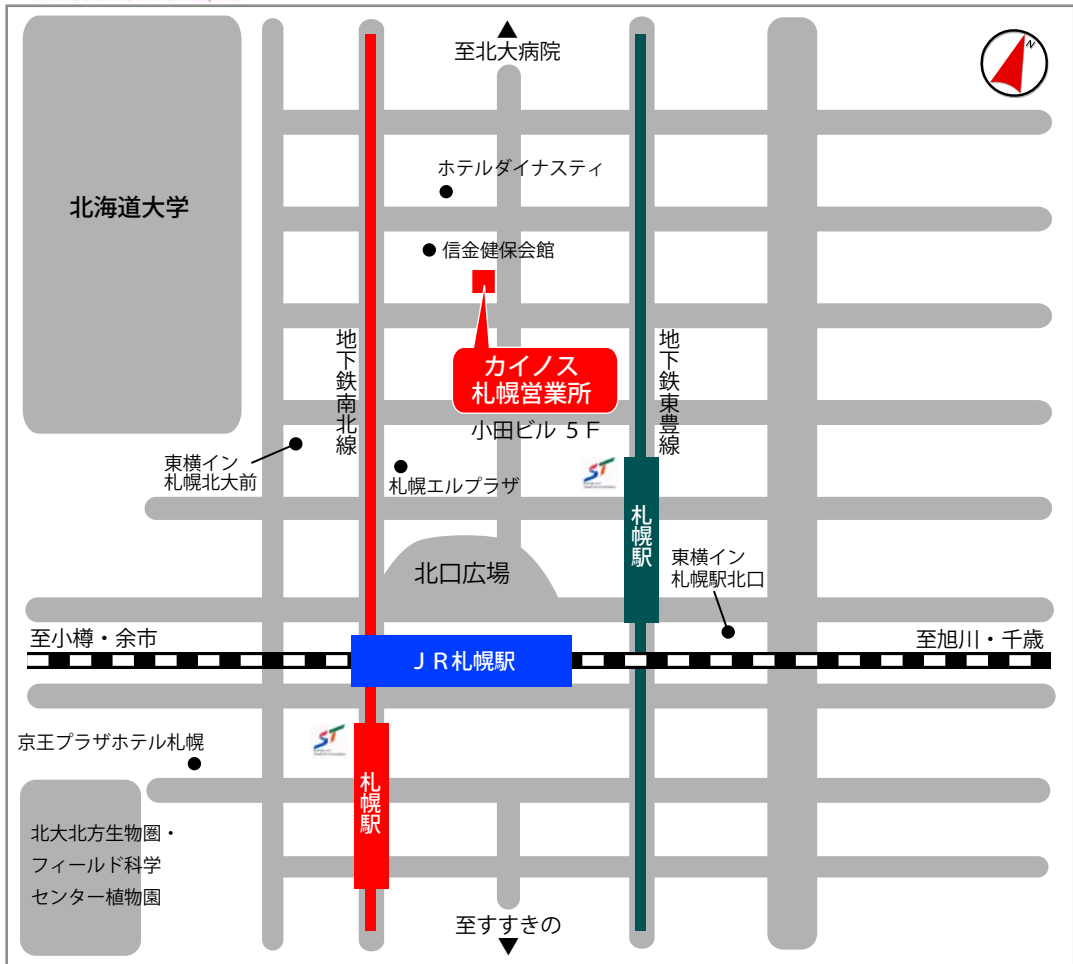 至北大病院
N
ホテルダイナスティ
北海道大学
信金健保会館
地下鉄南北線
地下鉄東豊線
カイノス
札幌営業所
小田ビル 5F
東横イン
札幌北大前
札幌エルプラザ
ST
札幌駅
北口広場
東横イン
札幌駅北口
至小樽・余市
JR札幌駅
至旭川・千歳
ST
京王プラザホテル札幌
札幌駅
北大北方生物圏・
フィールド科学
センター植物園
至すすきの